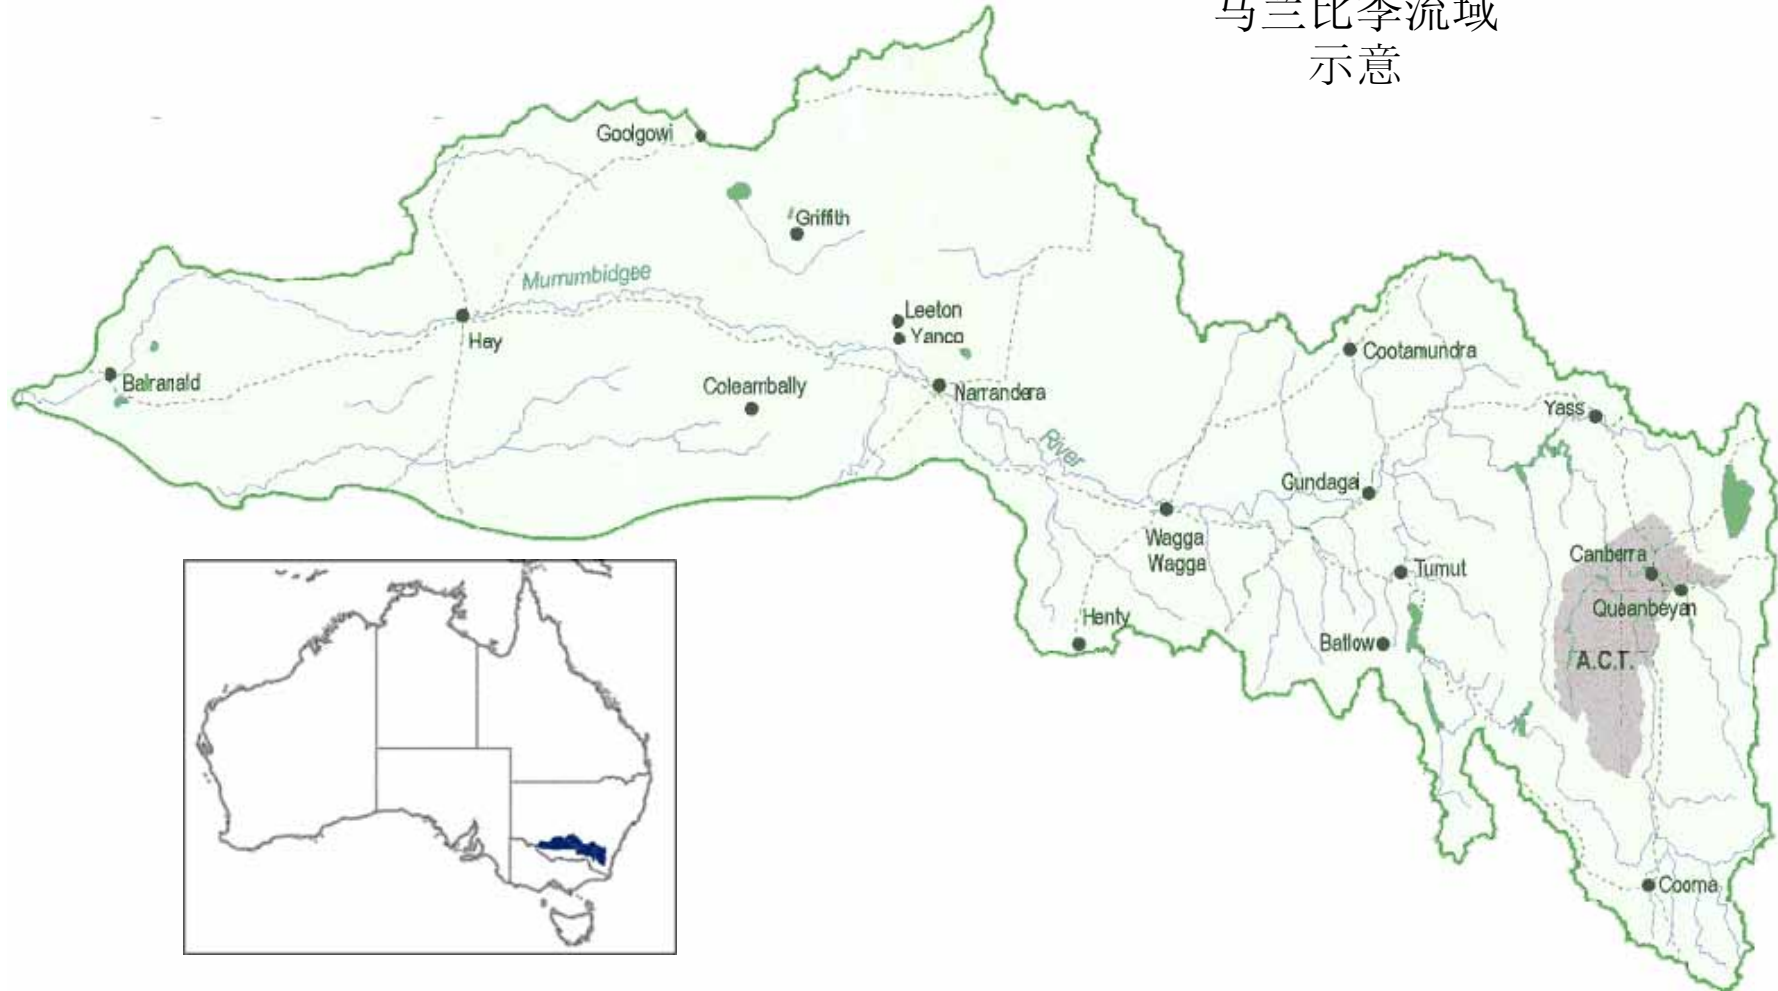 马兰比季流域
示意
Goolgowi
Griffith
Murrumbidgee
Leeton
Yanco
Hay
Cootamundra
Balranald
Coleambally
Narrandera
Yass
River
Gundagai
Wagga
Wagga
Canberra
Tumut
Queanbeyan
Henty
Batlow
A.C.T.
Cooma